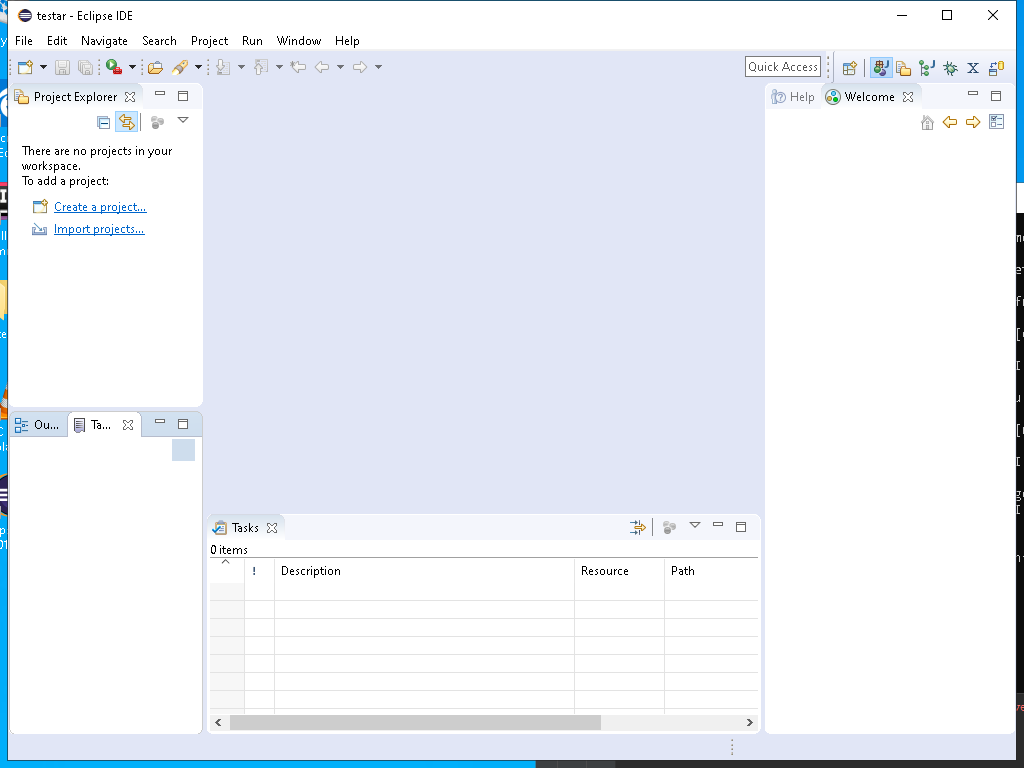 testar - Eclipse IDE
File Edit Navigate Search Project Run Window Help
Quick Access
Project Explorer
There are no projects in your
workspace.
To add a project:
Create a project...
Import projects...
Ou...
Ta...
Tasks
0 items
! Description Resource Path
Help
Welcome